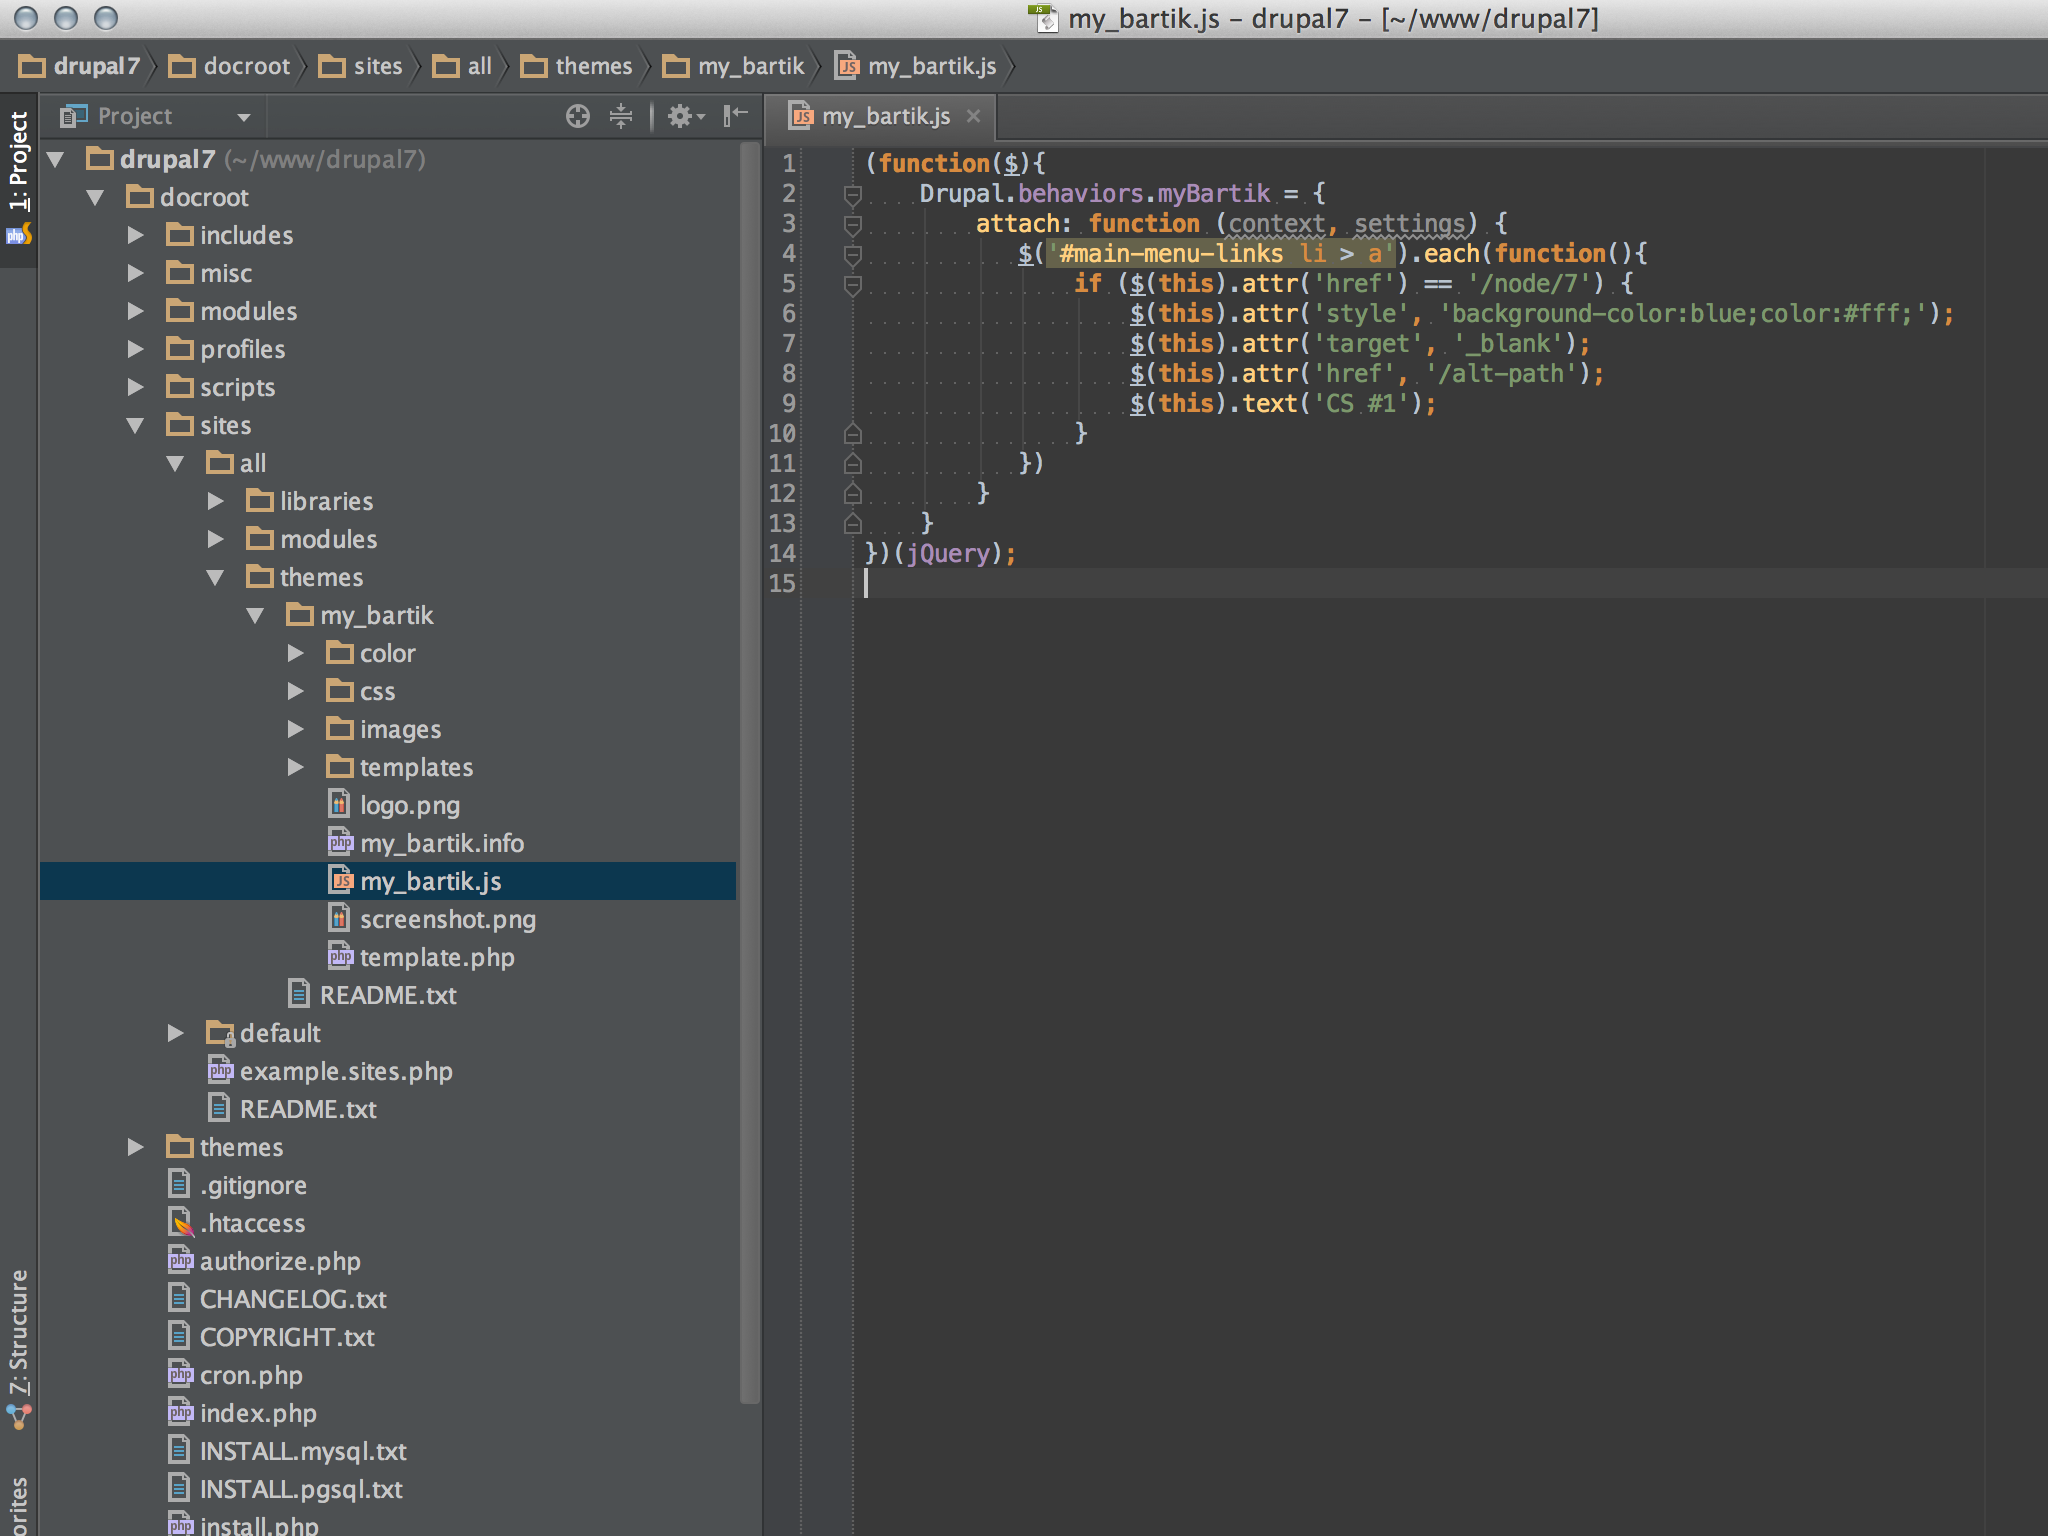 my_bartik.js – drupal7 – [~/www/drupal7]
drupal7 docroot sites all themes my_bartik my_bartik.js
1: Project
Project
drupal7 (~/www/drupal7)
docroot
includes
misc
modules
profiles
scripts
sites
all
libraries
modules
themes
my_bartik
color
css
images
templates
logo.png
my_bartik.info
my_bartik.js
screenshot.png
template.php
README.txt
default
example.sites.php
README.txt
themes
.gitignore
.htaccess
authorize.php
CHANGELOG.txt
COPYRIGHT.txt
cron.php
index.php
INSTALL.mysql.txt
INSTALL.pgsql.txt
install.php
7: Structure
orites
my_bartik.js
1 (function($){
2     Drupal.behaviors.myBartik = {
3         attach: function (context, settings) {
4            $('#main-menu-links li > a').each(function(){
5                if ($(this).attr('href') == '/node/7') {
6                    $(this).attr('style', 'background-color:blue;color:#fff;');
7                    $(this).attr('target', '_blank');
8                    $(this).attr('href', '/alt-path');
9                    $(this).text('CS #1');
10                }
11            })
12         }
13     }
14 })(jQuery);
15